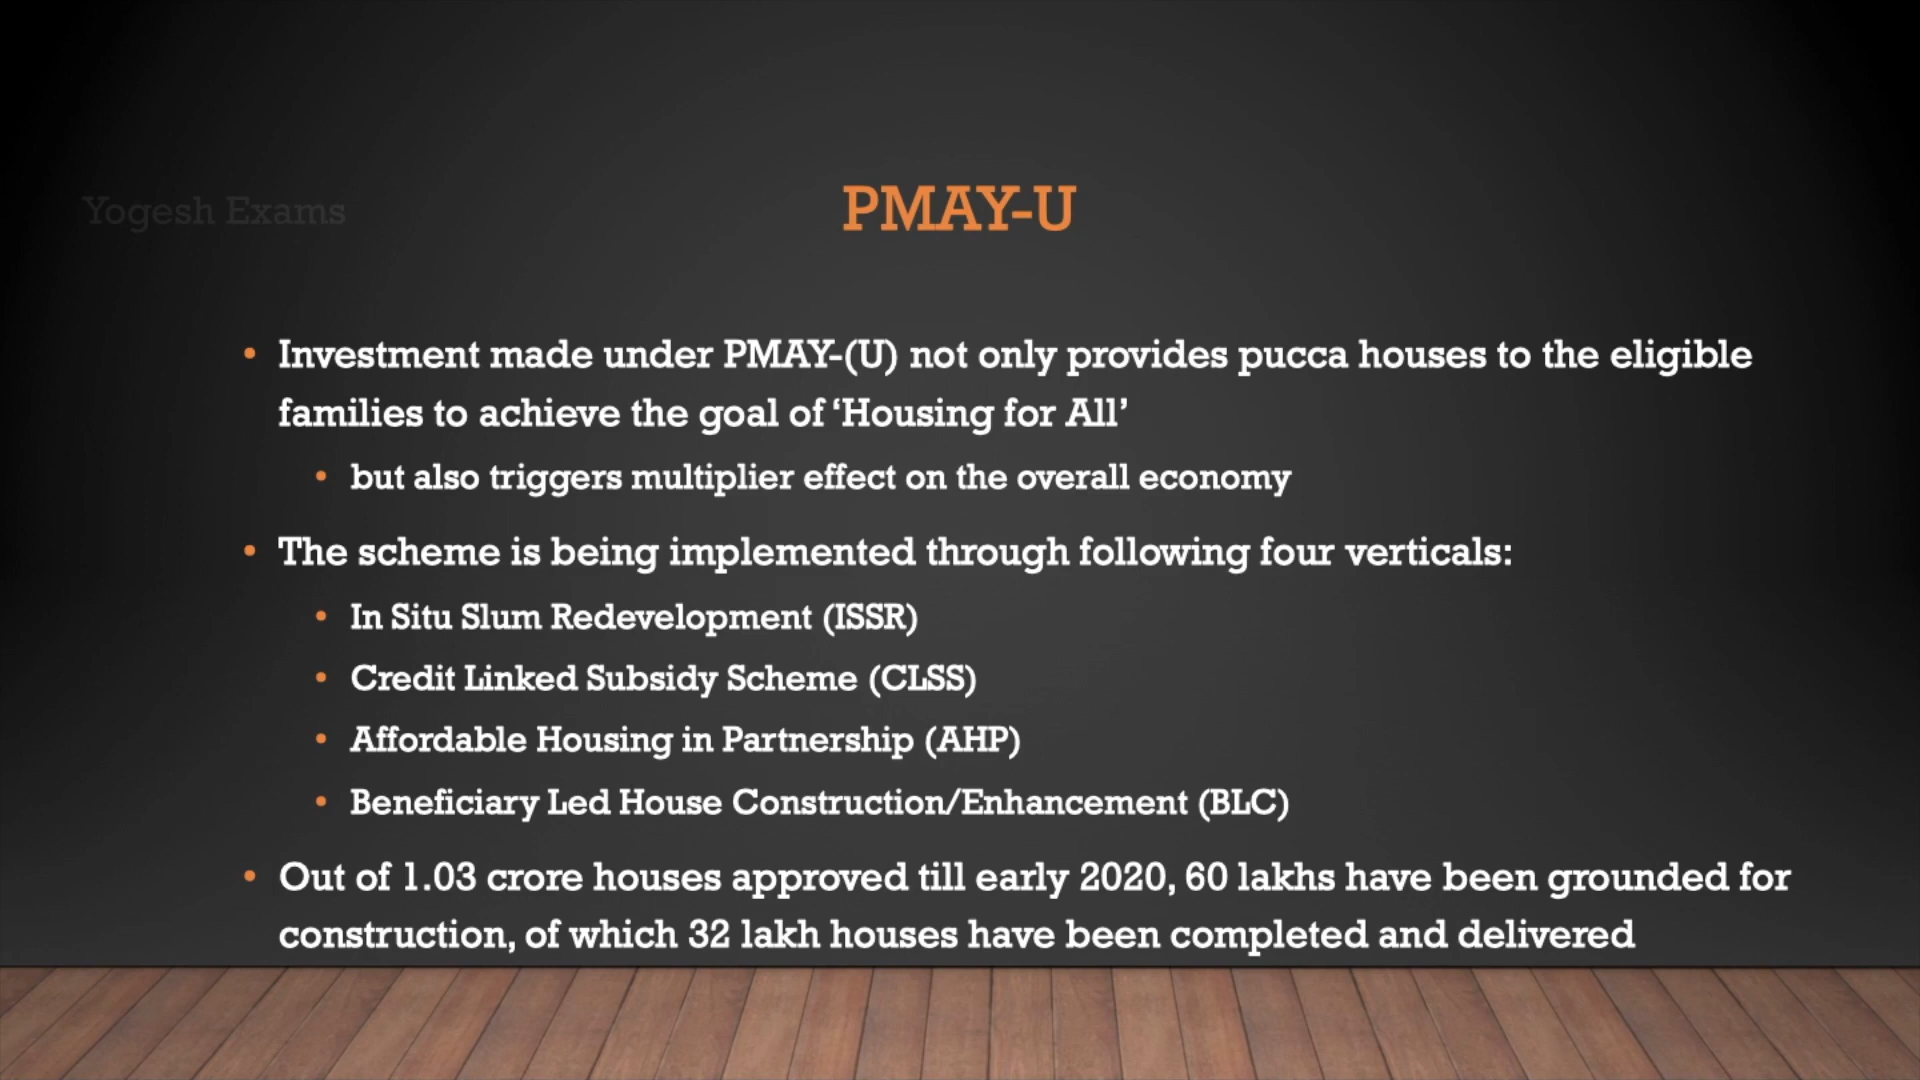 Yogesh Exams
PMAY-U
• Investment made under PMAY-(U) not only provides pucca houses to the eligible
families to achieve the goal of ‘Housing for All’
• but also triggers multiplier effect on the overall economy
• The scheme is being implemented through following four verticals:
• In Situ Slum Redevelopment (ISSR)
• Credit Linked Subsidy Scheme (CLSS)
• Affordable Housing in Partnership (AHP)
• Beneficiary Led House Construction/Enhancement (BLC)
• Out of 1.03 crore houses approved till early 2020, 60 lakhs have been grounded for
construction, of which 32 lakh houses have been completed and delivered